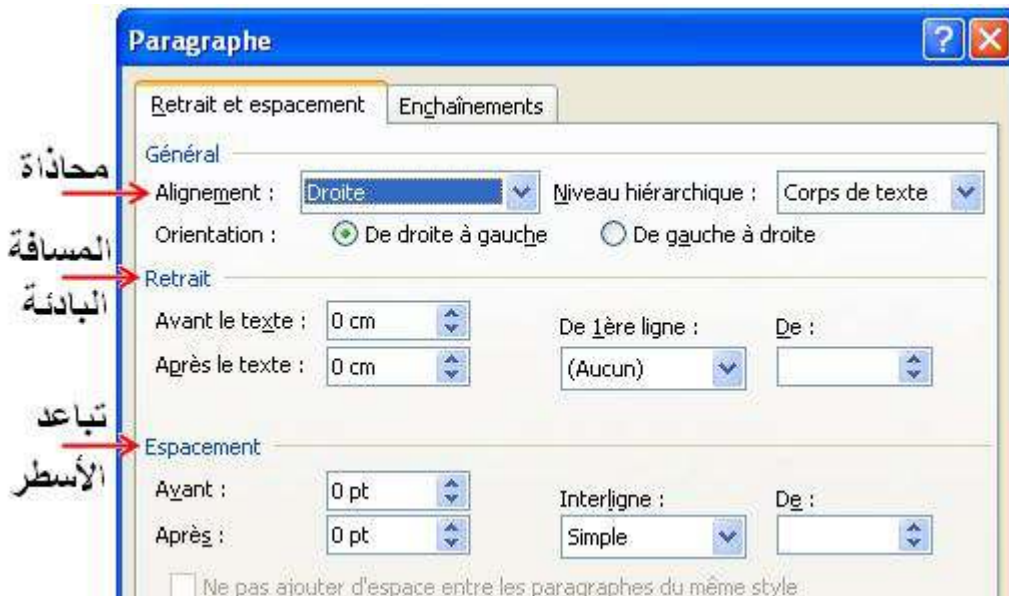 Paragraphe
Retrait et espacement Enchaînements
Général
محاذاة
Alignement : Droite Niveau hiérarchique : Corps de texte
Orientation : De droite à gauche De gauche à droite
المسافة
البادئة
Retrait
Avant le texte : 0 cm De 1ère ligne : De :
Après le texte : 0 cm (Aucun)
تباعد
الأسطر
Espacement
Avant : 0 pt Interligne : De :
Après : 0 pt Simple
Ne pas ajouter d'espace entre les paragraphes du même style